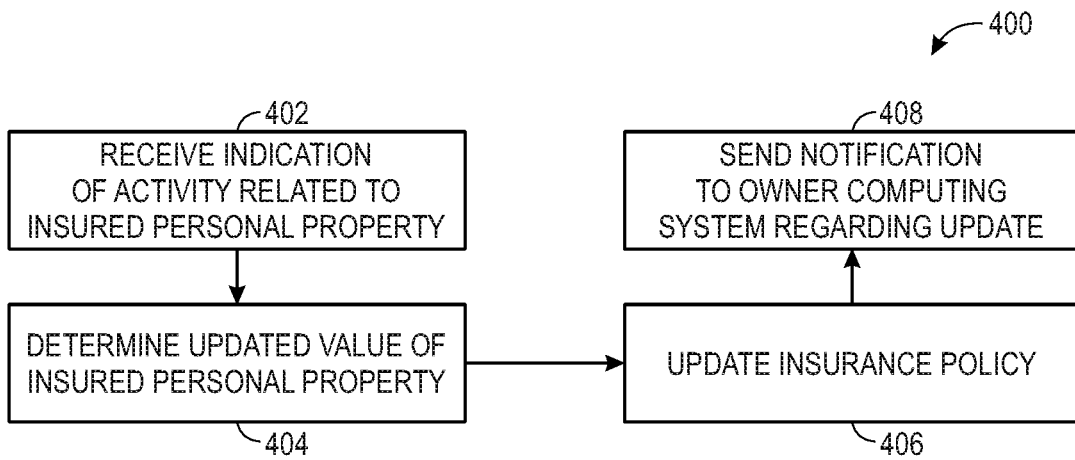 400
402
RECEIVE INDICATION
OF ACTIVITY RELATED TO
INSURED PERSONAL PROPERTY
408
SEND NOTIFICATION
TO OWNER COMPUTING
SYSTEM REGARDING UPDATE
DETERMINE UPDATED VALUE OF
INSURED PERSONAL PROPERTY
404
UPDATE INSURANCE POLICY
406